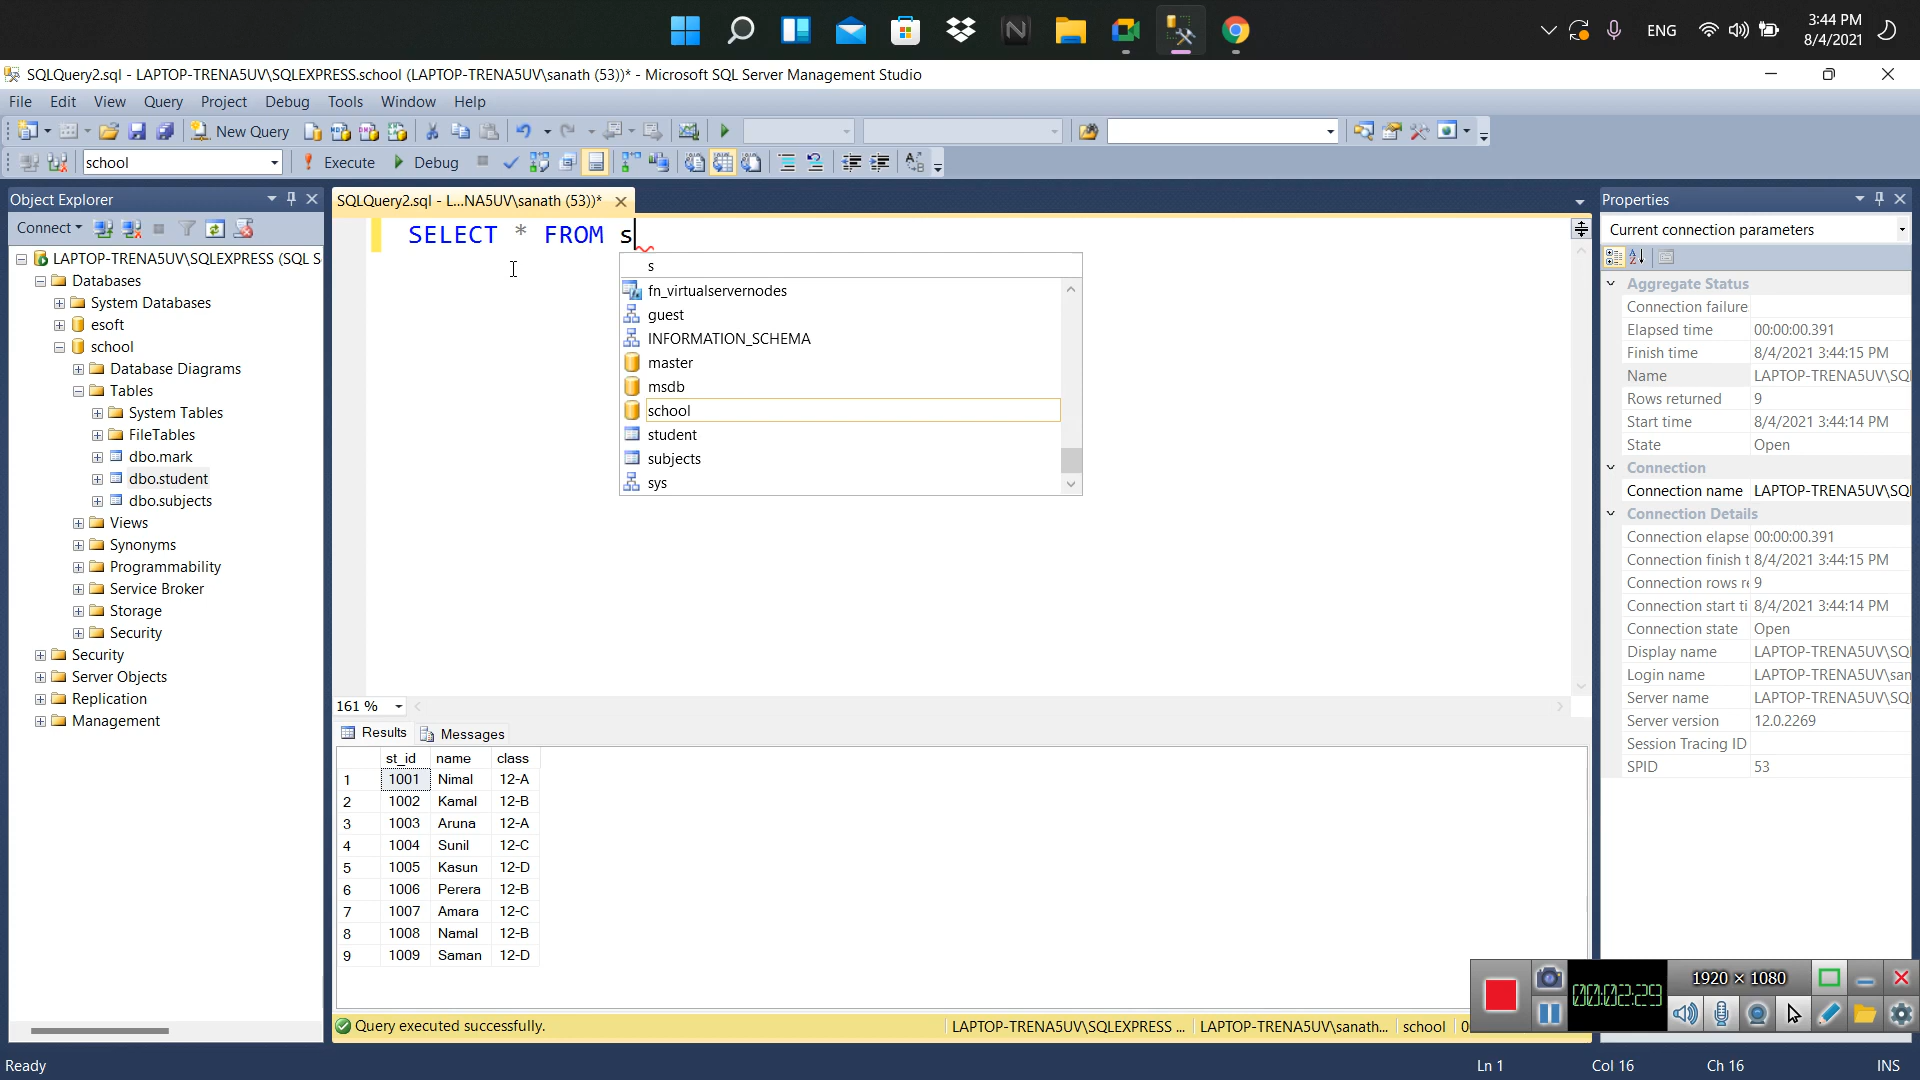 ENG
3:44 PM
8/4/2021
SQLQuery2.sql - LAPTOP-TRENA5UV\SQLEXPRESS.school (LAPTOP-TRENA5UV\sanath (53))* - Microsoft SQL Server Management Studio
File Edit View Query Project Debug Tools Window Help
New Query
school Execute Debug
Object Explorer
Connect
LAPTOP-TRENA5UV\SQLEXPRESS (SQL S
Databases
System Databases
esoft
school
Database Diagrams
Tables
System Tables
FileTables
dbo.mark
dbo.student
dbo.subjects
Views
Synonyms
Programmability
Service Broker
Storage
Security
Security
Server Objects
Replication
Management
SQLQuery2.sql - L...NA5UV\sanath (53))*
SELECT * FROM s
s
fn_virtualservernodes
guest
INFORMATION_SCHEMA
master
msdb
school
student
subjects
sys
161 %
Results Messages
st_id name class
1 1001 Nimal 12-A
2 1002 Kamal 12-B
3 1003 Aruna 12-A
4 1004 Sunil 12-C
5 1005 Kasun 12-D
6 1006 Perera 12-B
7 1007 Amara 12-C
8 1008 Namal 12-B
9 1009 Saman 12-D
Query executed successfully.
LAPTOP-TRENA5UV\SQLEXPRESS ... LAPTOP-TRENA5UV\sanath... school 0
Properties
Current connection parameters
Aggregate Status
Connection failure
Elapsed time 00:00:00.391
Finish time 8/4/2021 3:44:15 PM
Name LAPTOP-TRENA5UV\SQ
Rows returned 9
Start time 8/4/2021 3:44:14 PM
State Open
Connection
Connection name LAPTOP-TRENA5UV\SQ
Connection Details
Connection elapse 00:00:00.391
Connection finish t 8/4/2021 3:44:15 PM
Connection rows re 9
Connection start ti 8/4/2021 3:44:14 PM
Connection state Open
Display name LAPTOP-TRENA5UV\SQ
Login name LAPTOP-TRENA5UV\san
Server name LAPTOP-TRENA5UV\SQ
Server version 12.0.2269
Session Tracing ID
SPID 53
1920 × 1080
00:02:29
Ready Ln 1 Col 16 Ch 16 INS